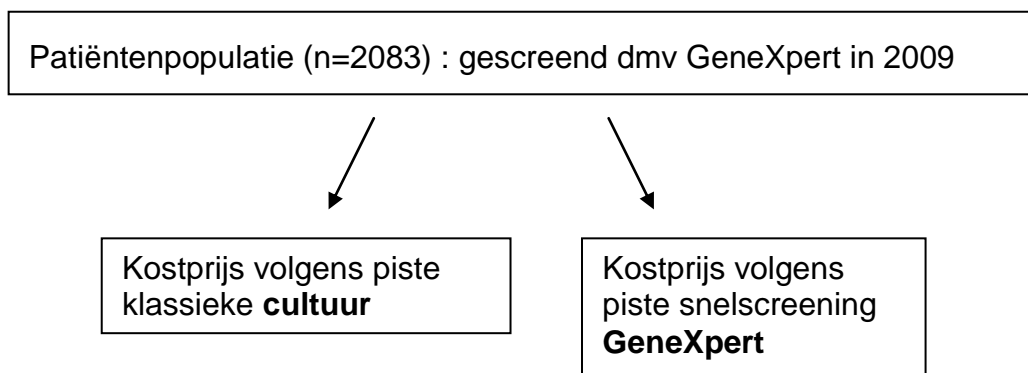 Patiëntenpopulatie (n=2083) : gescreend dmv GeneXpert in 2009
Kostprijs volgens piste
klassieke cultuur
Kostprijs volgens
piste snelscreening
GeneXpert